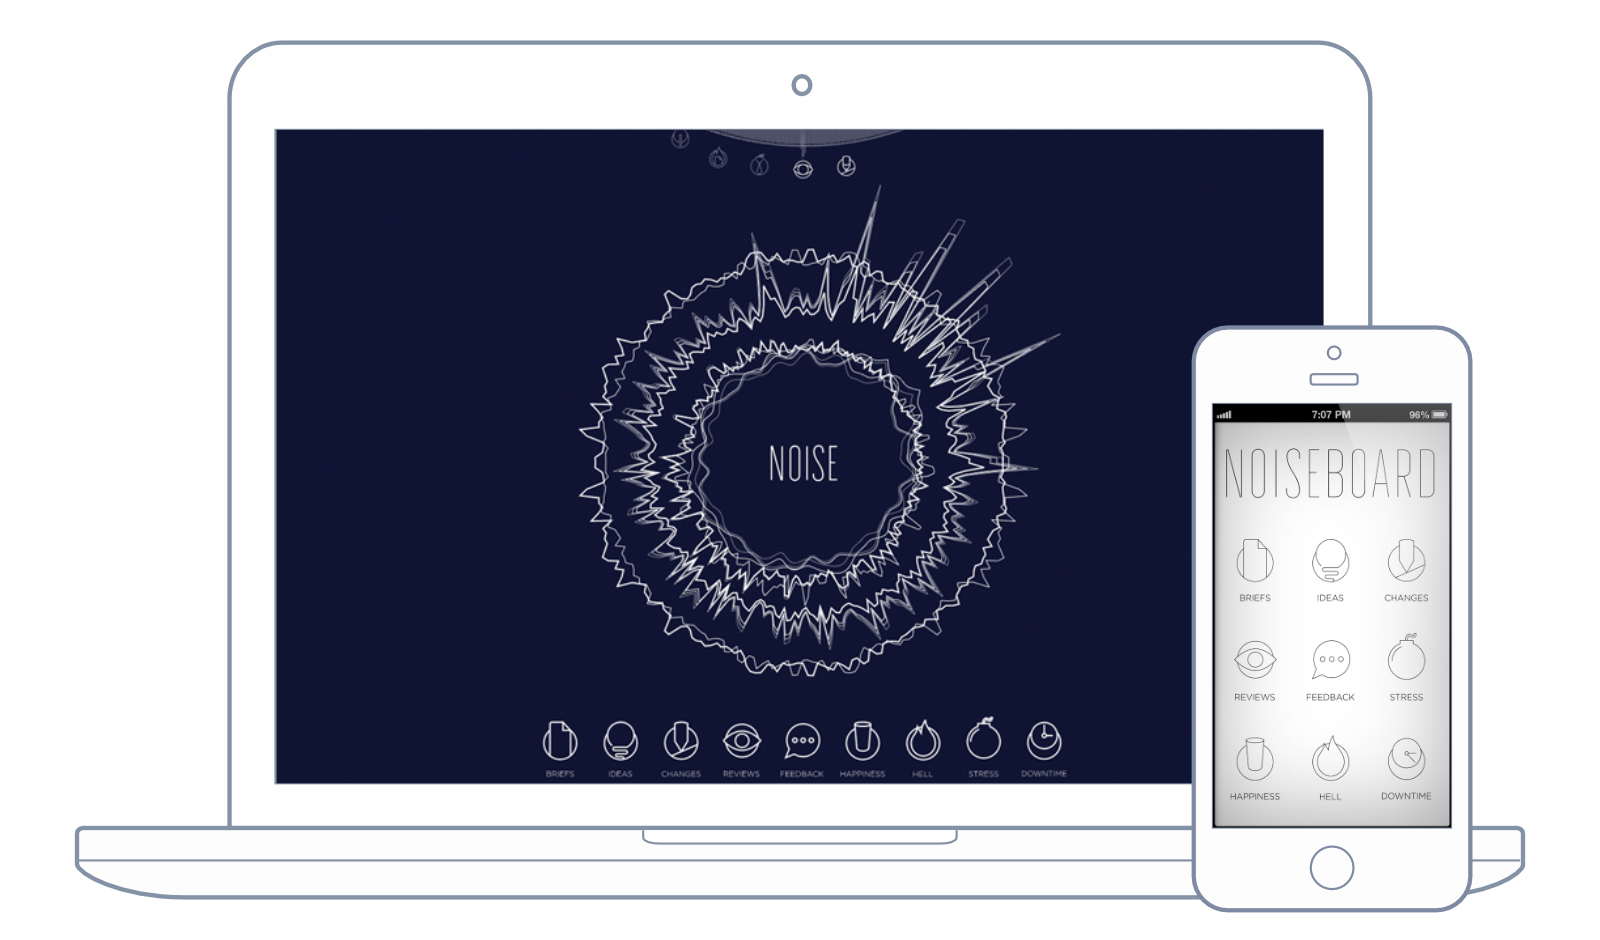 NOISE
BRIEFS IDEAS CHANGES REVIEWS FEEDBACK HAPPINESS HELL STRESS DOWNTIME
7:07 PM 96%
NOISEBOARD
BRIEFS IDEAS CHANGES
REVIEWS FEEDBACK STRESS
HAPPINESS HELL DOWNTIME